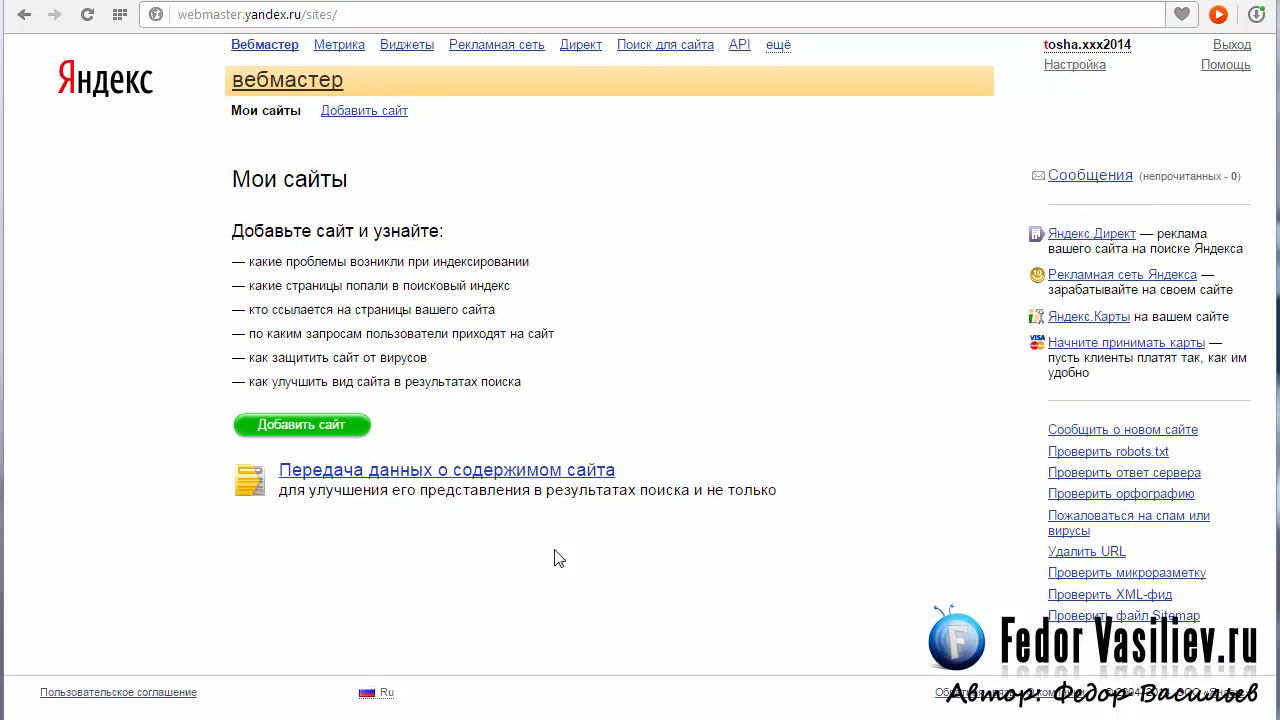 webmaster.yandex.ru/sites/
Вебмастер Метрика Виджеты Рекламная сеть Директ Поиск для сайта API ещё
tosha.xxx2014 Выход
Настройка Помощь
Яндекс
вебмастер
Мои сайты Добавить сайт
Мои сайты
Добавьте сайт и узнайте:
— какие проблемы возникли при индексировании
— какие страницы попали в поисковый индекс
— кто ссылается на страницы вашего сайта
— по каким запросам пользователи приходят на сайт
— как защитить сайт от вирусов
— как улучшить вид сайта в результатах поиска
Добавить сайт
Передача данных о содержимом сайта
для улучшения его представления в результатах поиска и не только
Сообщения (непрочитанных - 0)
Яндекс.Директ — реклама
вашего сайта на поиске Яндекса
10
Рекламная сеть Яндекса —
зарабатывайте на своем сайте
Яндекс.Карты на вашем сайте
VISA
Начните принимать карты —
пусть клиенты платят так, как им
удобно
Сообщить о новом сайте
Проверить robots.txt
Проверить ответ сервера
Проверить орфографию
Пожаловаться на спам или
вирусы
Удалить URL
Проверить микроразметку
Проверить XML-фид
Проверить файл Sitemap
F
Fedor Vasiliev.ru
Автор: Федор Васильев
Пользовательское соглашение
Ru